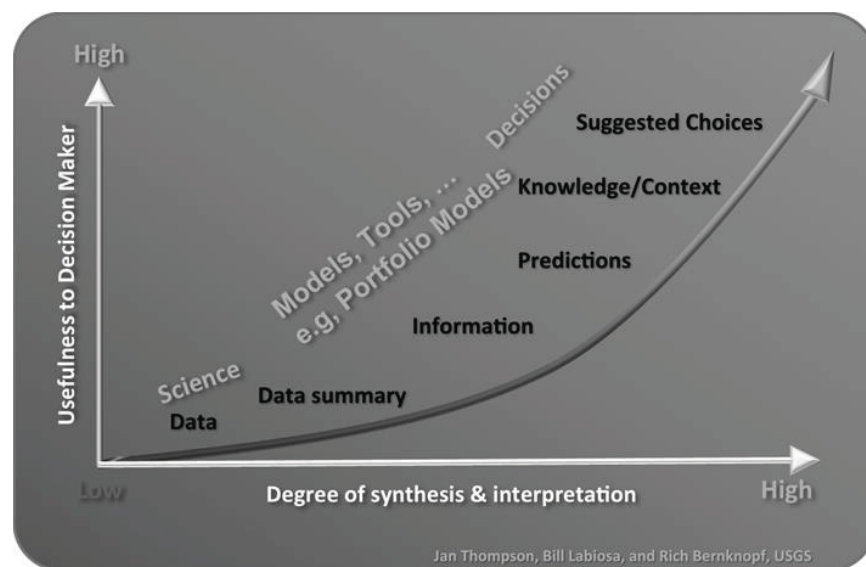 High
Usefulness to Decision Maker
Decisions
Suggested Choices
Models, Tools, ...
e.g, Portfolio Models
Knowledge/Context
Predictions
Information
Science
Data summary
Data
Low
Degree of synthesis & interpretation
High
Jan Thompson, Bill Labiosa, and Rich Bernknopf, USGS